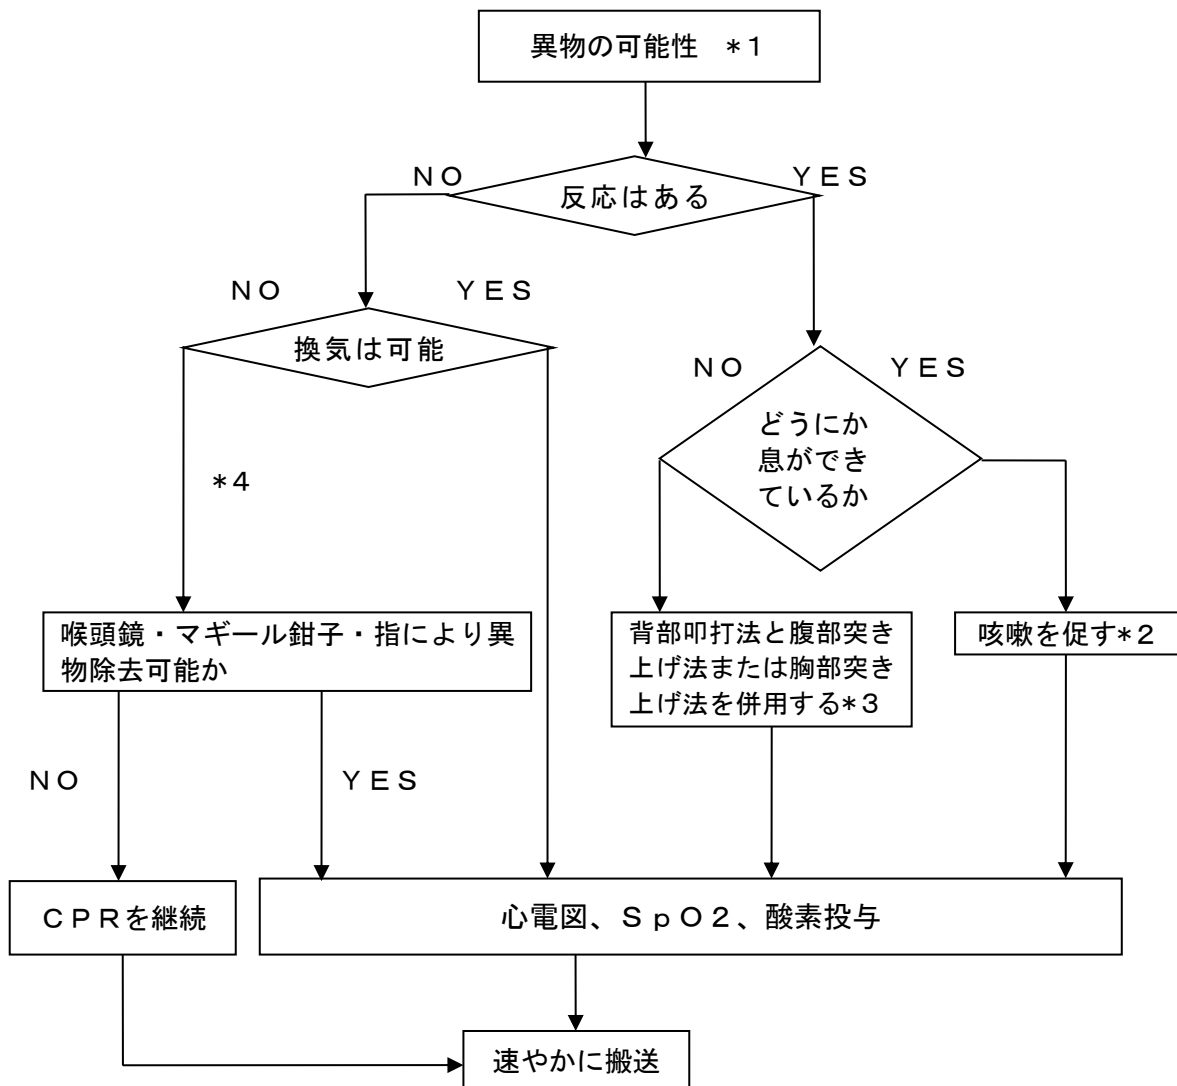 異物の可能性　＊１
ＮＯ
ＹＥＳ
反応はある
ＮＯ
ＹＥＳ
換気は可能
ＮＯ
ＹＥＳ
どうにか
息ができ
ているか
＊４
喉頭鏡・マギール鉗子・指により異
物除去可能か
背部叩打法と腹部突き
上げ法または胸部突き
上げ法を併用する＊３
咳嗽を促す＊２
ＮＯ
ＹＥＳ
ＣＰＲを継続
心電図、ＳｐＯ２、酸素投与
速やかに搬送